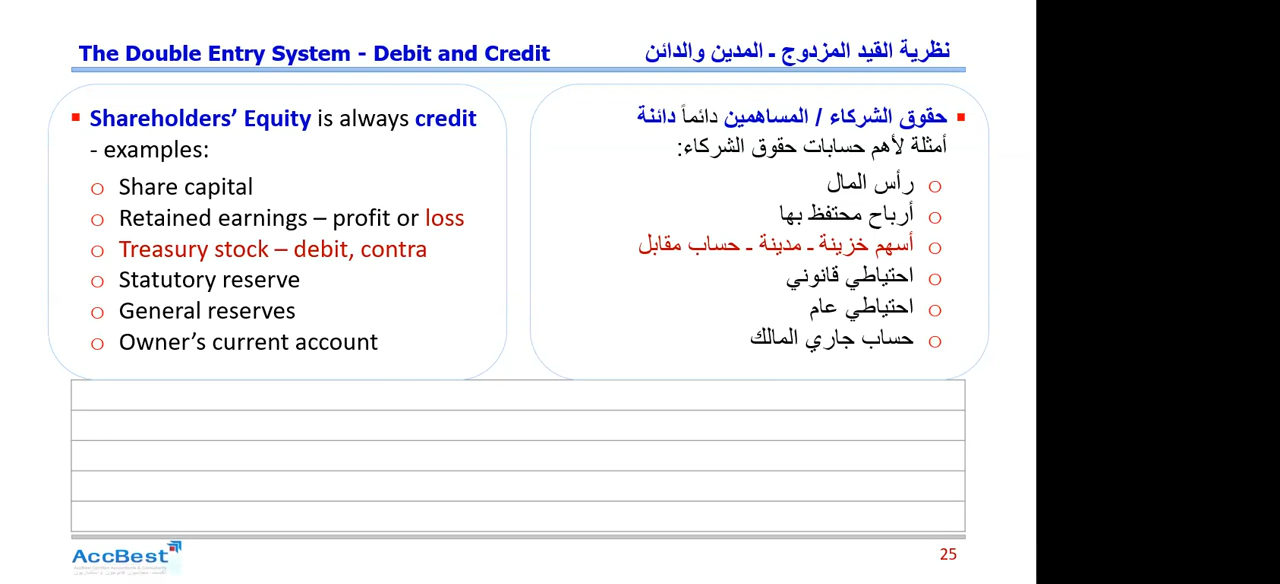 The Double Entry System - Debit and Credit
نظرية القيد المزدوج - المدين والدائن
▪ Shareholders' Equity is always credit
- examples:
o Share capital
o Retained earnings – profit or loss
o Treasury stock – debit, contra
o Statutory reserve
o General reserves
o Owner's current account
▪ حقوق الشركاء / المساهمين دائماً دائنة
أمثلة لأهم حسابات حقوق الشركاء:
o رأس المال
o أرباح محتفظ بها
o أسهم خزينة - مدينة - حساب مقابل
o احتياطي قانوني
o احتياطي عام
o حساب جاري المالك
AccBest
25